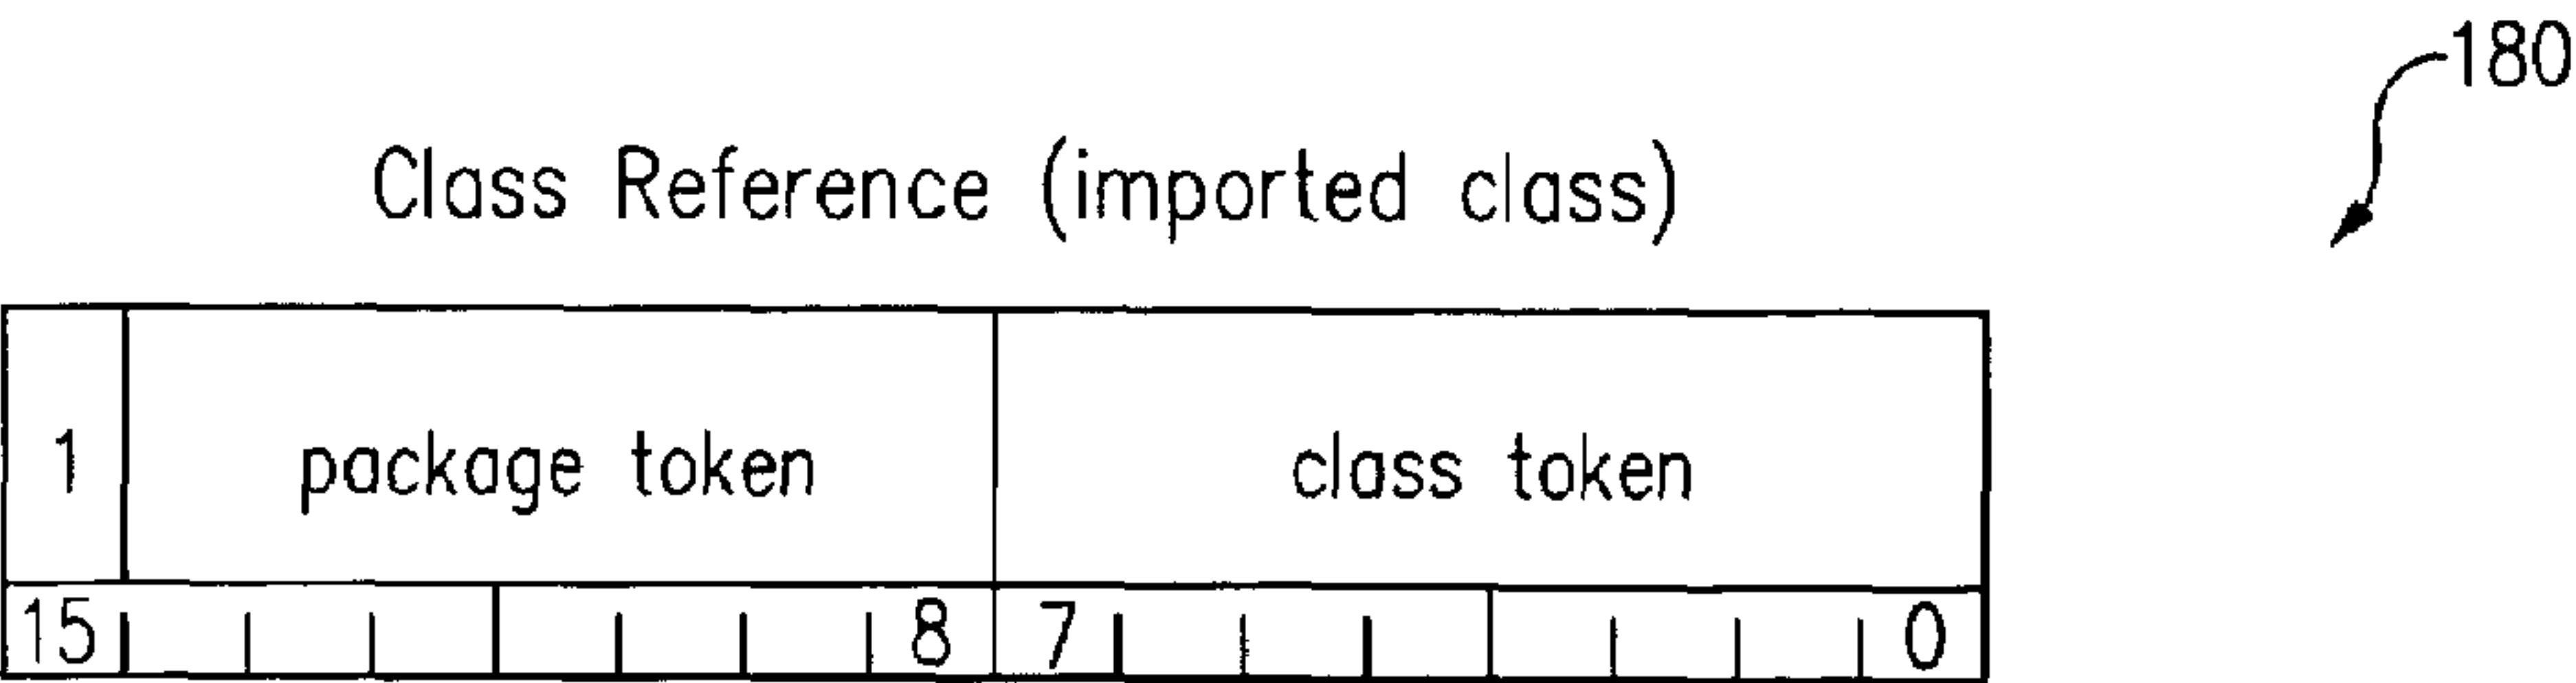 180
Class Reference (imported class)
1 package token class token
15 8 7 0